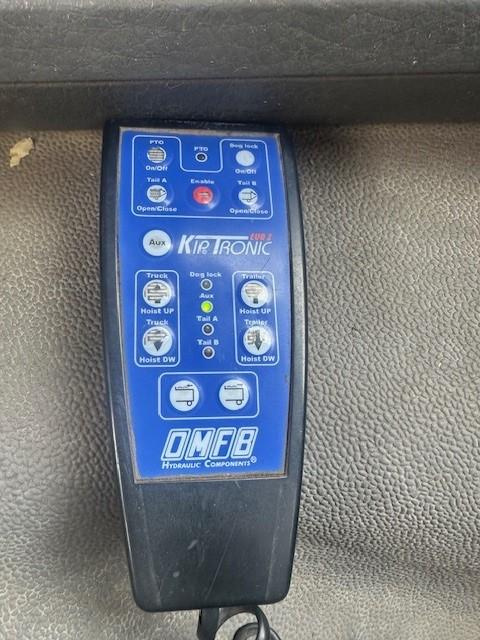 PTO
PTO
Dog lock
On/Off
On/Off
Tail A
Enable
Tail B
Open/Close
Open/Close
Aux
KIPTRONIC
EVO 2
Dog lock
Truck
Trailer
Aux
Hoist UP
Hoist UP
Tail A
Truck
Trailer
Tail B
Hoist DW
Hoist DW
OMFB
HYDRAULIC COMPONENTS®